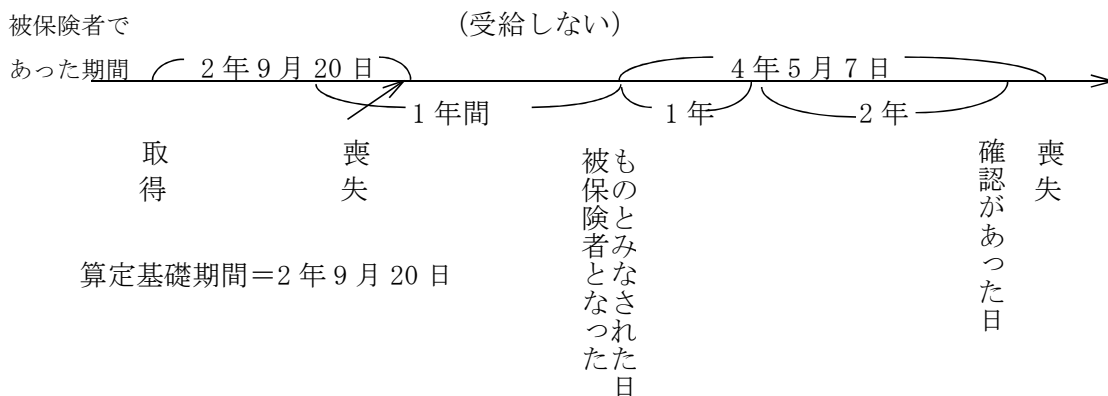 被保険者で
(受給しない)
あった期間
2年9月20日
4年5月7日
1年間
1年
2年
取得
喪失
被保険者となった
ものとみなされた日
確認があった日
喪失
算定基礎期間＝2年9月20日